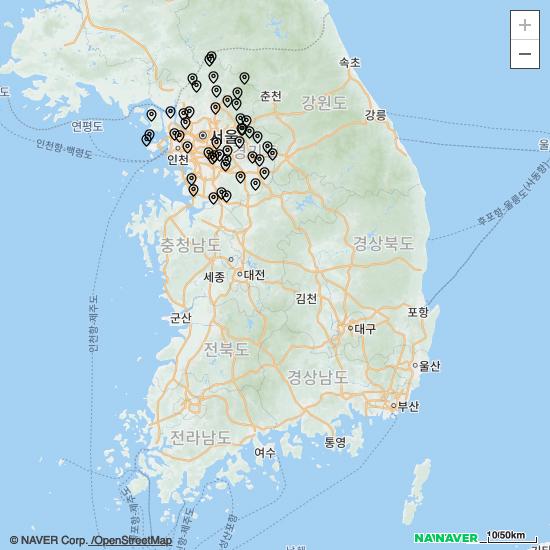 +
−
속초
춘천
강원도
강릉
연평도
서울
경기
인천항-백령도
인천
울
후포항-울릉도(사동항)
충청남도
경상북도
세종
대전
인천항-제주도
김천
군산
포항
대구
전북도
울산
경상남도
부산
전라남도
여수
통영
© NAVER Corp. /OpenStreetMap
NAVER
10/50km